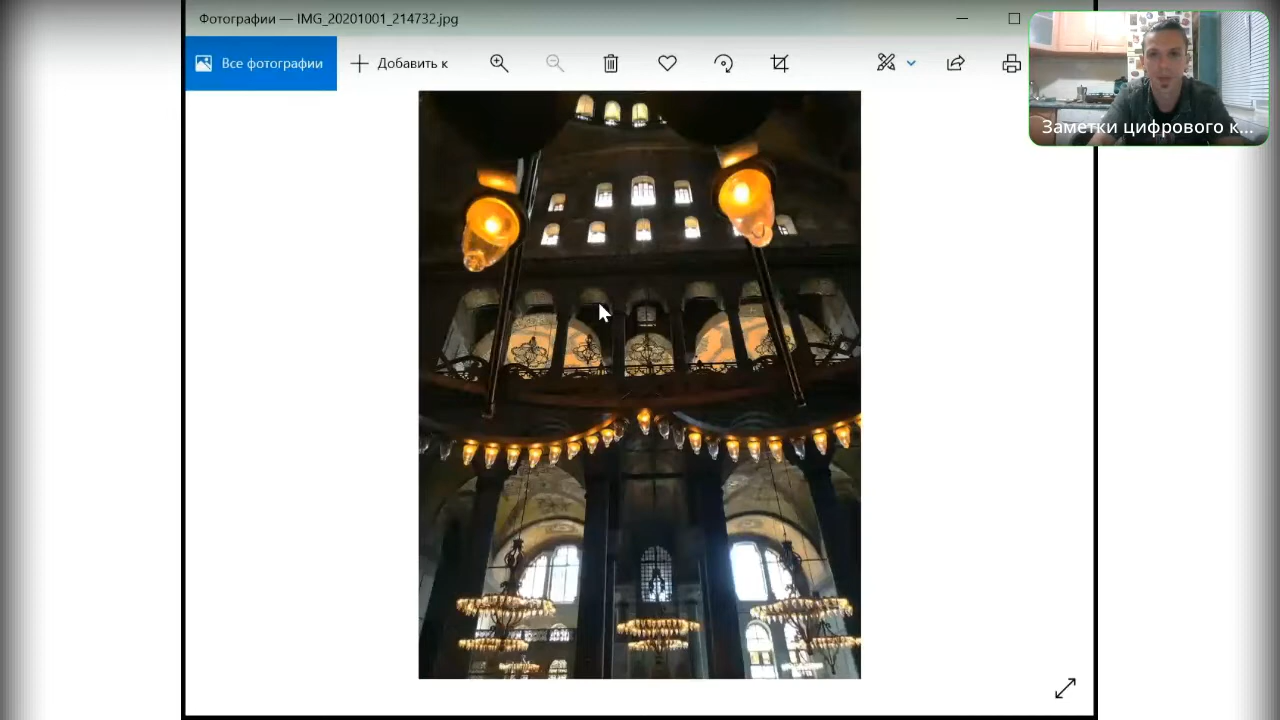 Фотографии — IMG_20201001_214732.jpg
Все фотографии
Добавить к
Заметки цифрового к...